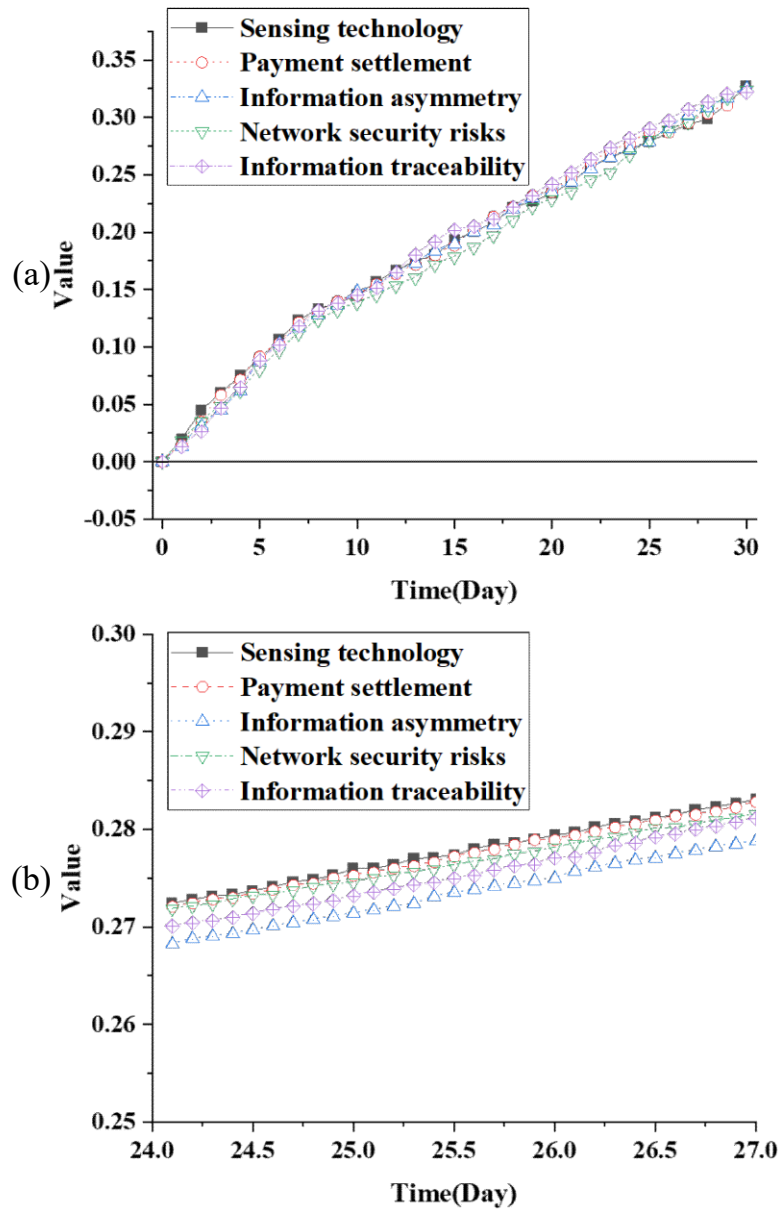 Sensing technology
Payment settlement
Information asymmetry
Network security risks
Information traceability
0.35
0.30
0.25
0.20
0.15
0.10
0.05
0.00
-0.05
(a)
Value
0 5 10 15 20 25 30
Time(Day)
Sensing technology
Payment settlement
Information asymmetry
Network security risks
Information traceability
0.30
0.29
0.28
0.27
0.26
0.25
(b)
Value
24.0 24.5 25.0 25.5 26.0 26.5 27.0
Time(Day)